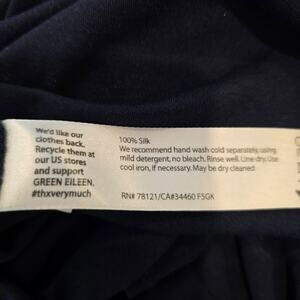 We'd like our
clothes back.
Recycle them at
our US stores
and support
GREEN EILEEN.
#thxverymuch
100% Silk
We recommend hand wash cold separately, using
mild detergent, no bleach. Rinse well. Line dry. Use
cool iron, if necessary. May be dry cleaned
RN# 78121/CA#34460 F5GK